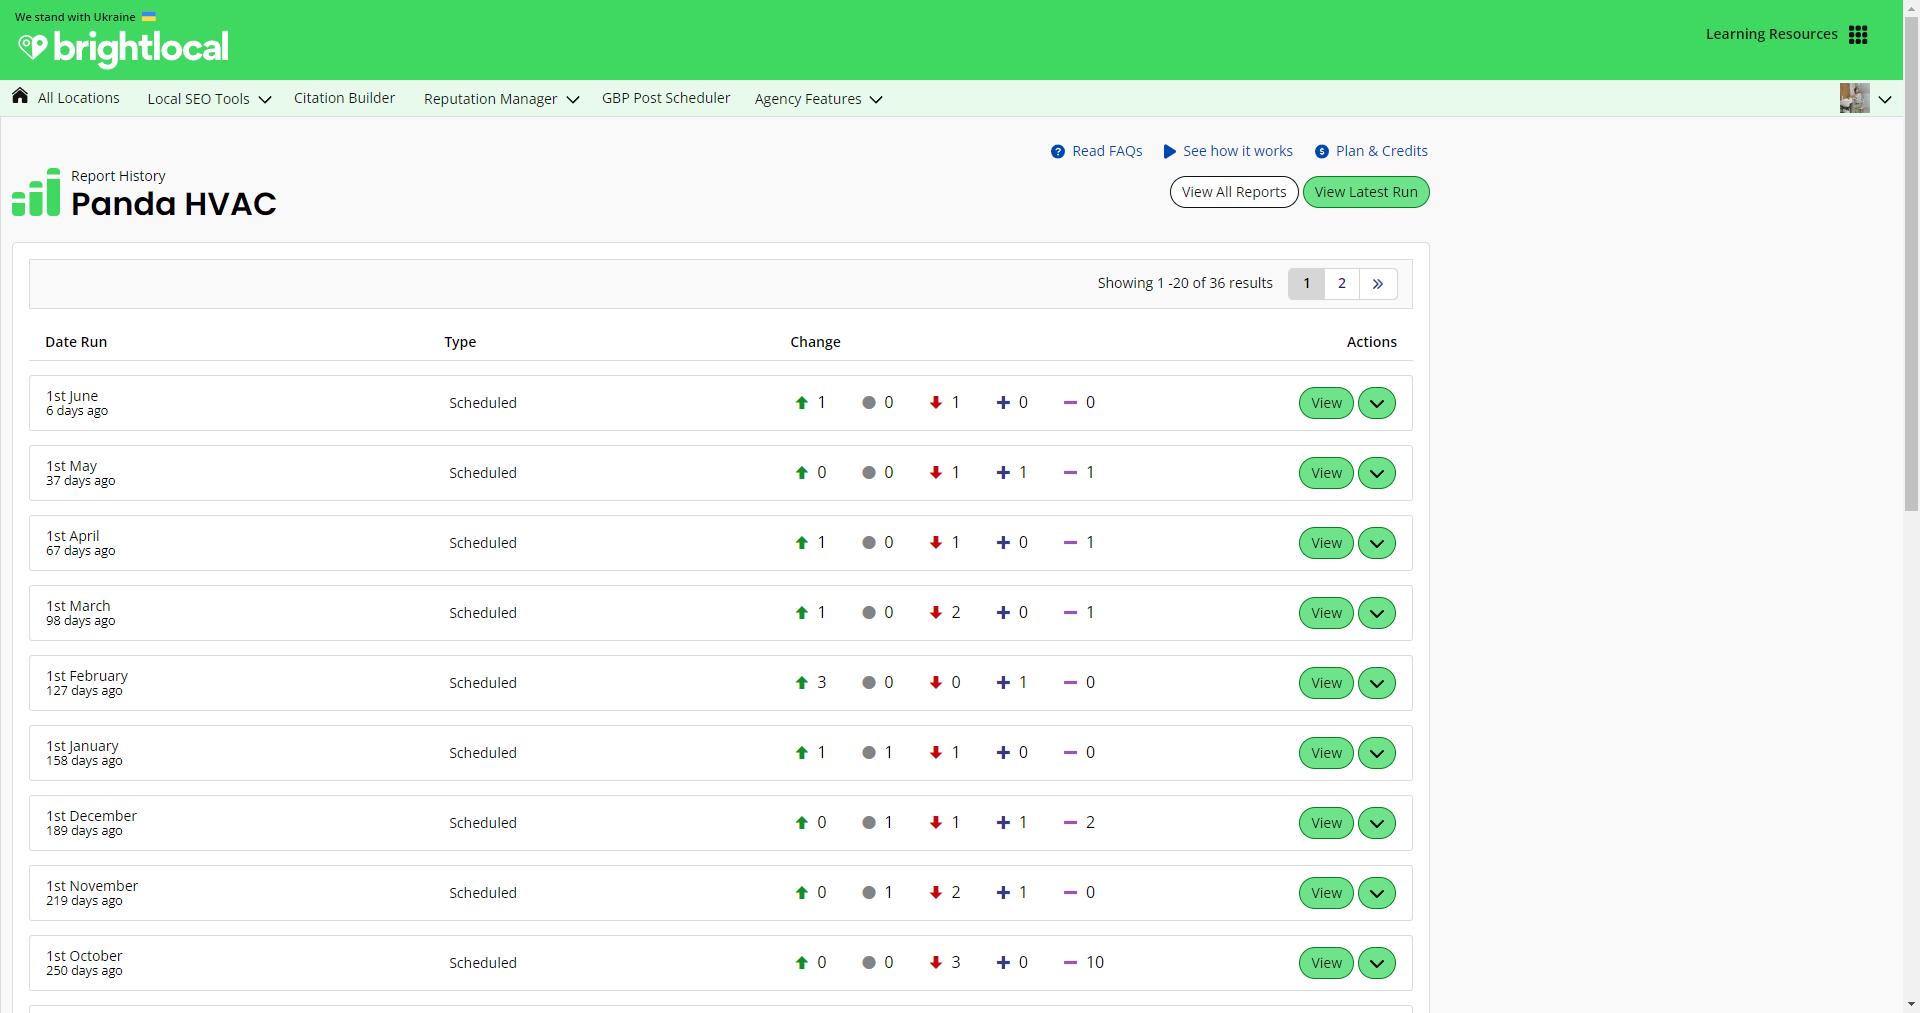 We stand with Ukraine
brightlocal
Learning Resources
All Locations
Local SEO Tools
Citation Builder
Reputation Manager
GBP Post Scheduler
Agency Features
Read FAQs
See how it works
Plan & Credits
Report History
Panda HVAC
View All Reports
View Latest Run
Showing 1 -20 of 36 results 1 2 »
Date Run Type Change Actions
1st June
6 days ago
Scheduled 1 0 1 0 0 View
1st May
37 days ago
Scheduled 0 0 1 1 1 View
1st April
67 days ago
Scheduled 1 0 1 0 1 View
1st March
98 days ago
Scheduled 1 0 2 0 1 View
1st February
127 days ago
Scheduled 3 0 0 1 0 View
1st January
158 days ago
Scheduled 1 1 1 0 0 View
1st December
189 days ago
Scheduled 0 1 1 1 2 View
1st November
219 days ago
Scheduled 0 1 2 1 0 View
1st October
250 days ago
Scheduled 0 0 3 0 10 View